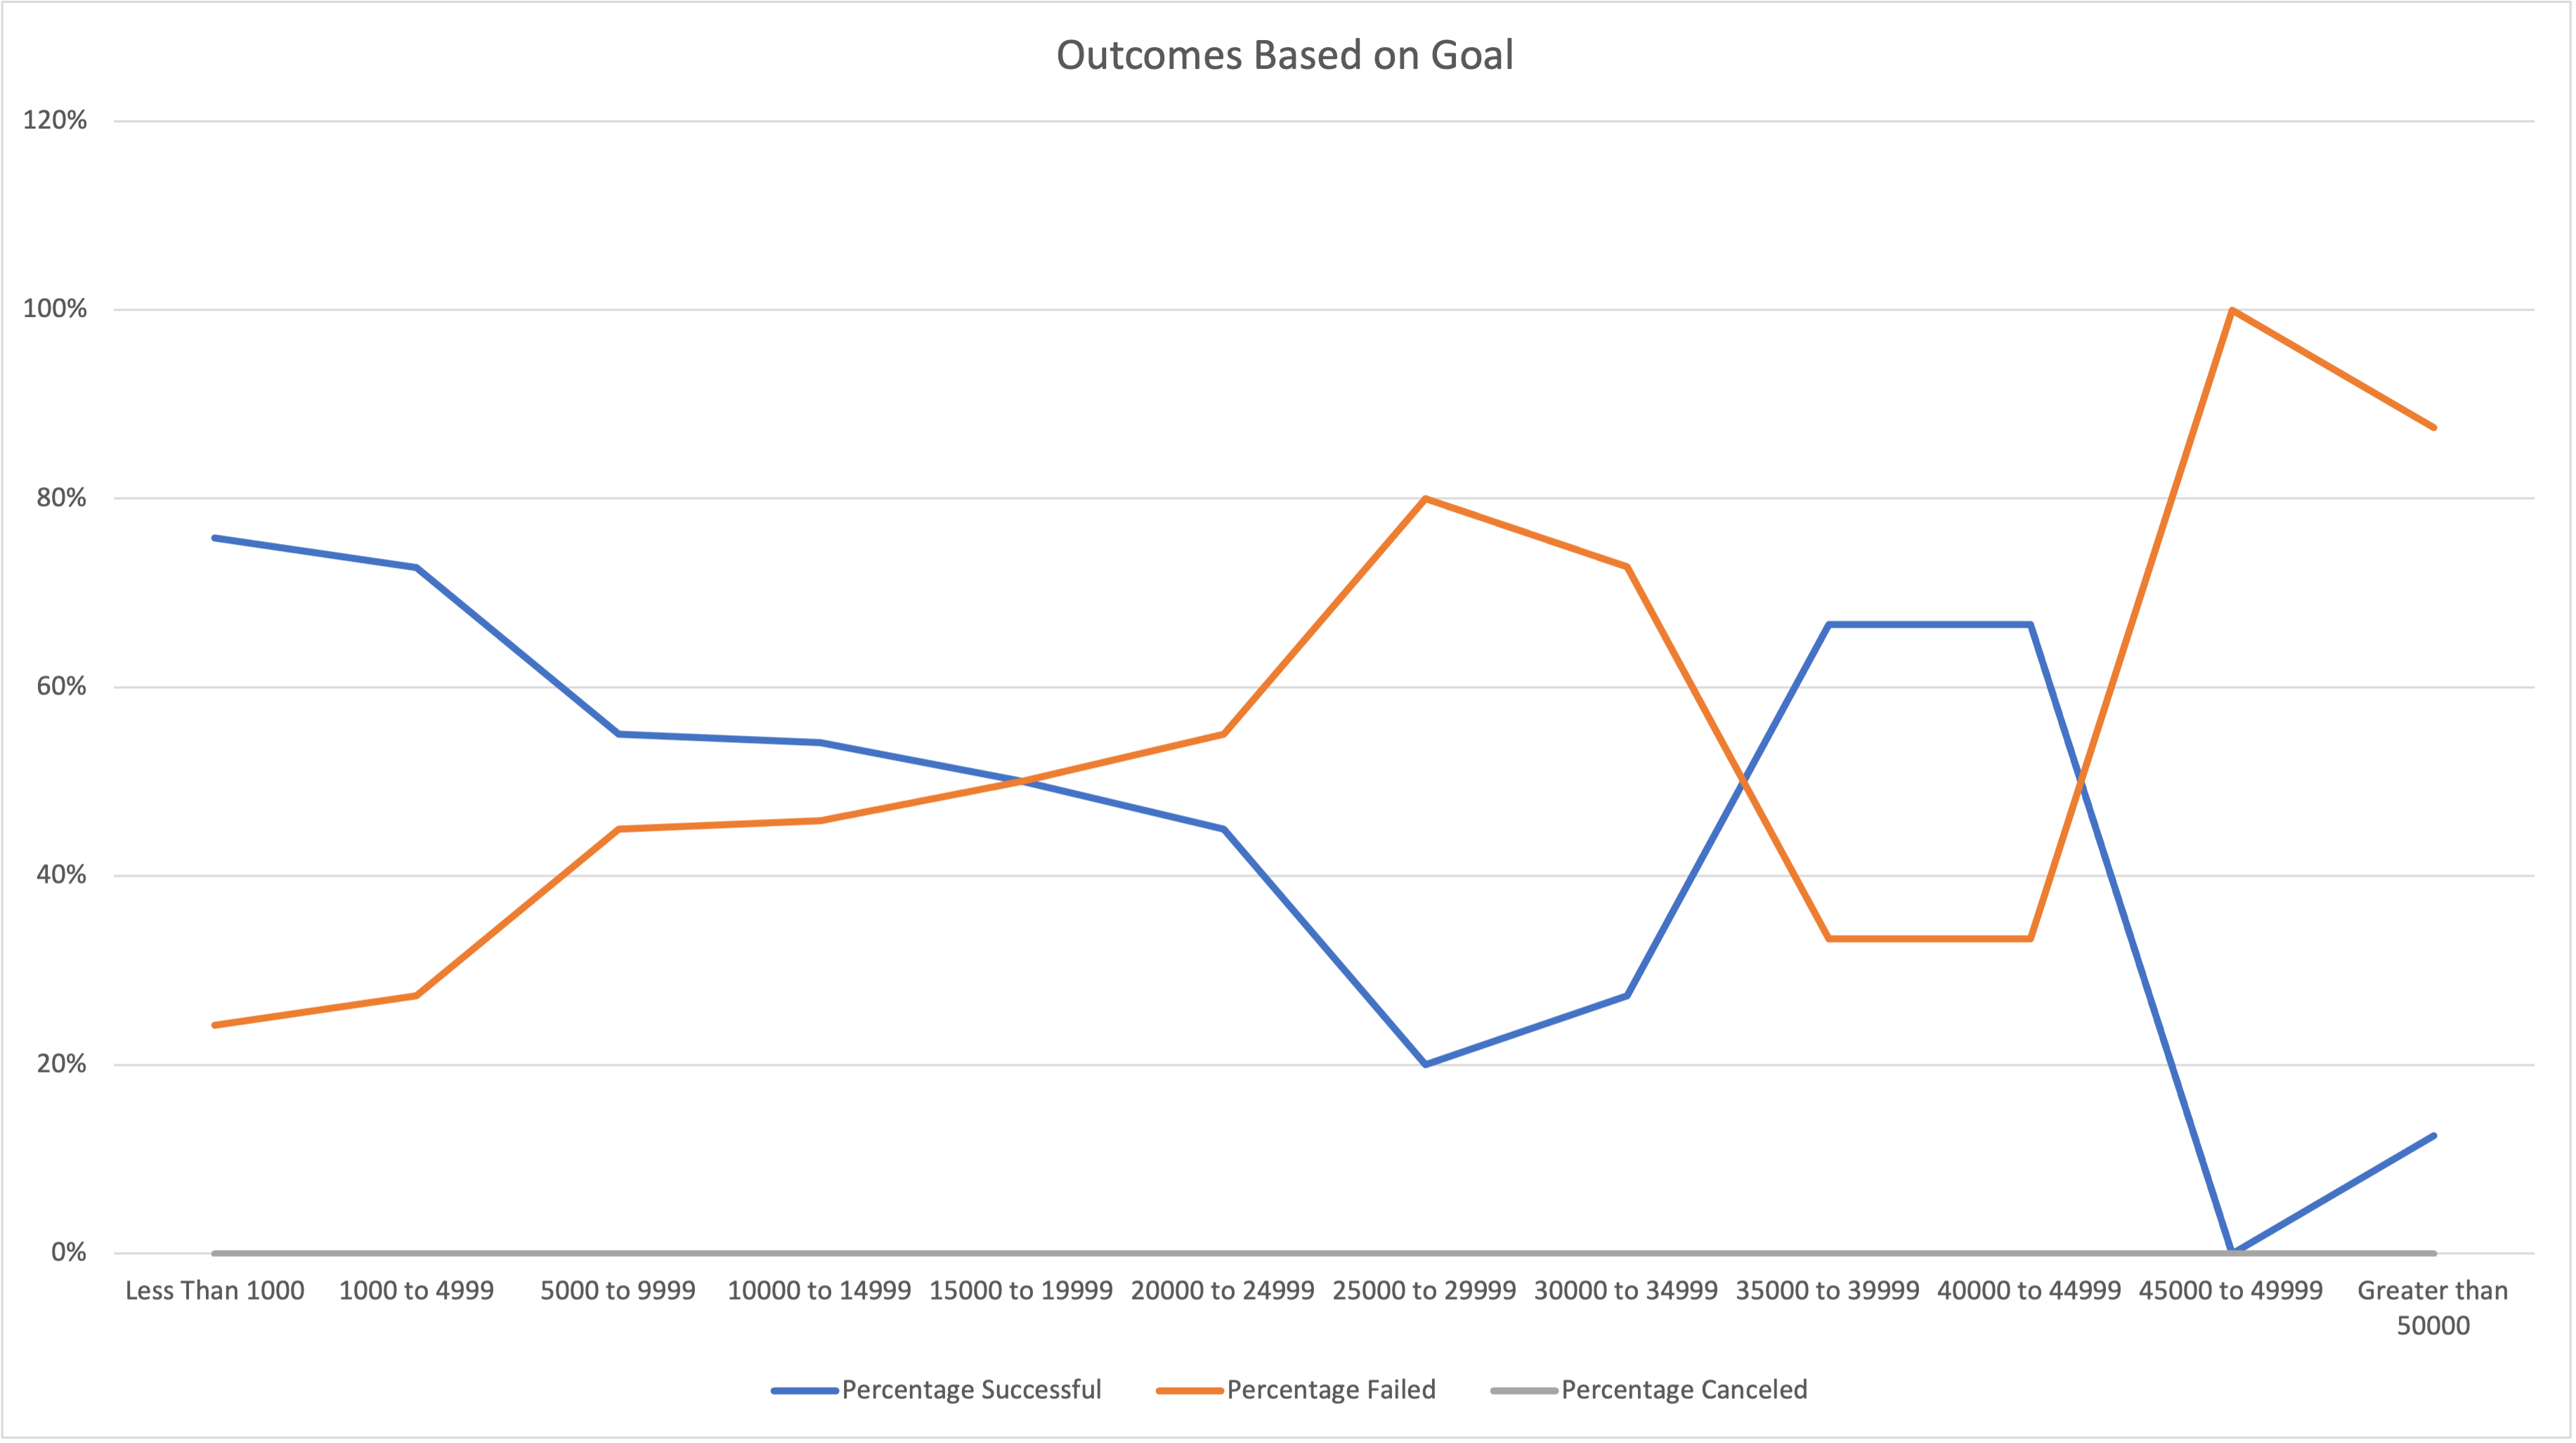 Outcomes Based on Goal
120%
100%
80%
60%
40%
20%
0%
Less Than 1000 1000 to 4999 5000 to 9999 10000 to 14999 15000 to 19999 20000 to 24999 25000 to 29999 30000 to 34999 35000 to 39999 40000 to 44999 45000 to 49999 Greater than
50000
Percentage Successful Percentage Failed Percentage Canceled